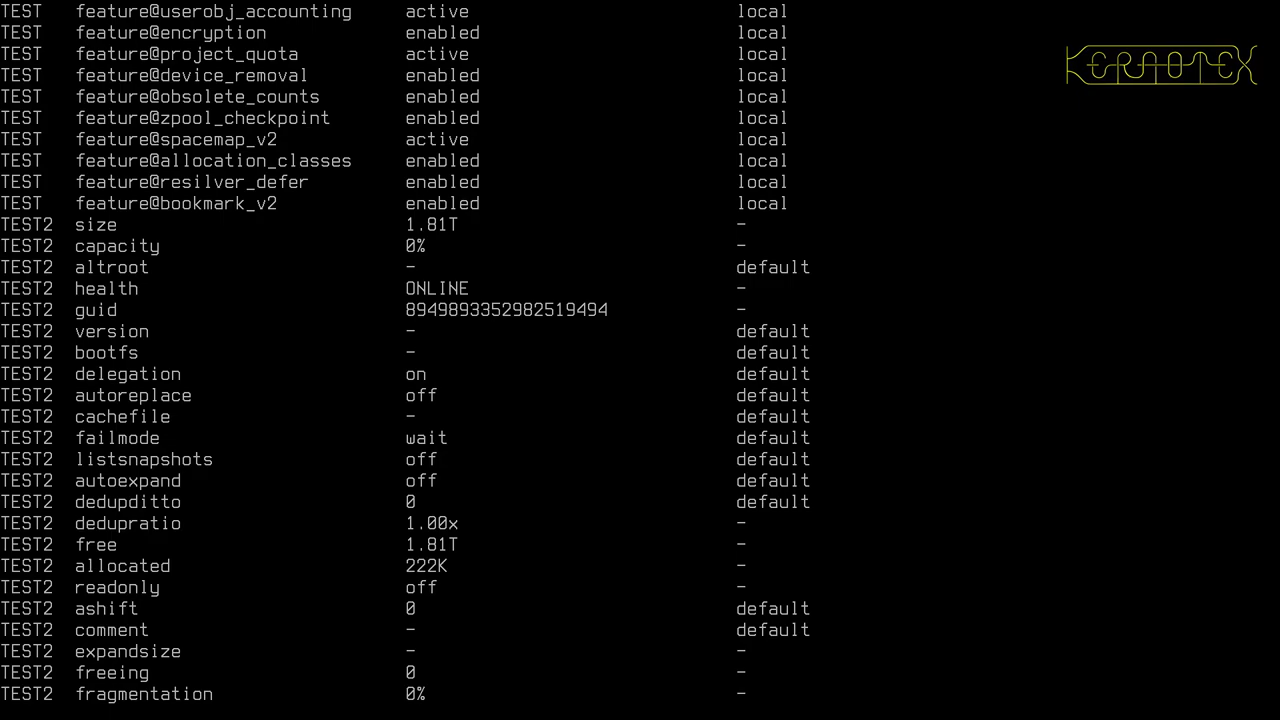 TEST feature@userobj_accounting active local
TEST feature@encryption enabled local
TEST feature@project_quota active local
TEST feature@device_removal enabled local
TEST feature@obsolete_counts enabled local
TEST feature@zpool_checkpoint enabled local
TEST feature@spacemap_v2 active local
TEST feature@allocation_classes enabled local
TEST feature@resilver_defer enabled local
TEST feature@bookmark_v2 enabled local
TEST2 size 1.81T -
TEST2 capacity 0% -
TEST2 altroot - default
TEST2 health ONLINE -
TEST2 guid 8949893352982519494 -
TEST2 version - default
TEST2 bootfs - default
TEST2 delegation on default
TEST2 autoreplace off default
TEST2 cachefile - default
TEST2 failmode wait default
TEST2 listsnapshots off default
TEST2 autoexpand off default
TEST2 dedupditto 0 default
TEST2 dedupratio 1.00x -
TEST2 free 1.81T -
TEST2 allocated 222K -
TEST2 readonly off -
TEST2 ashift 0 default
TEST2 comment - default
TEST2 expandsize - -
TEST2 freeing 0 -
TEST2 fragmentation 0% -